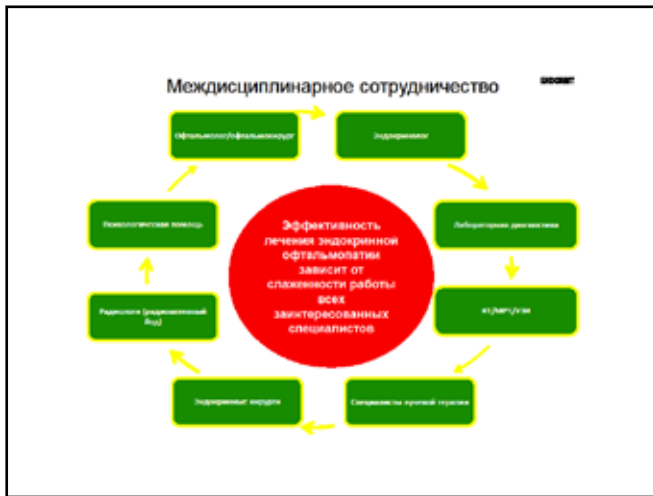 Междисциплинарное сотрудничество
Офтальмолог/офтальмохирург
Эндокринолог
Лабораторная диагностика
КТ/МРТ/УЗИ
Специалисты лучевой терапии
Эндокринные хирурги
Радиологи (радиоактивный
йод)
Психологическая помощь
Эффективность
лечения эндокринной
офтальмопатии
зависит от
слаженности работы
всех
заинтересованных
специалистов